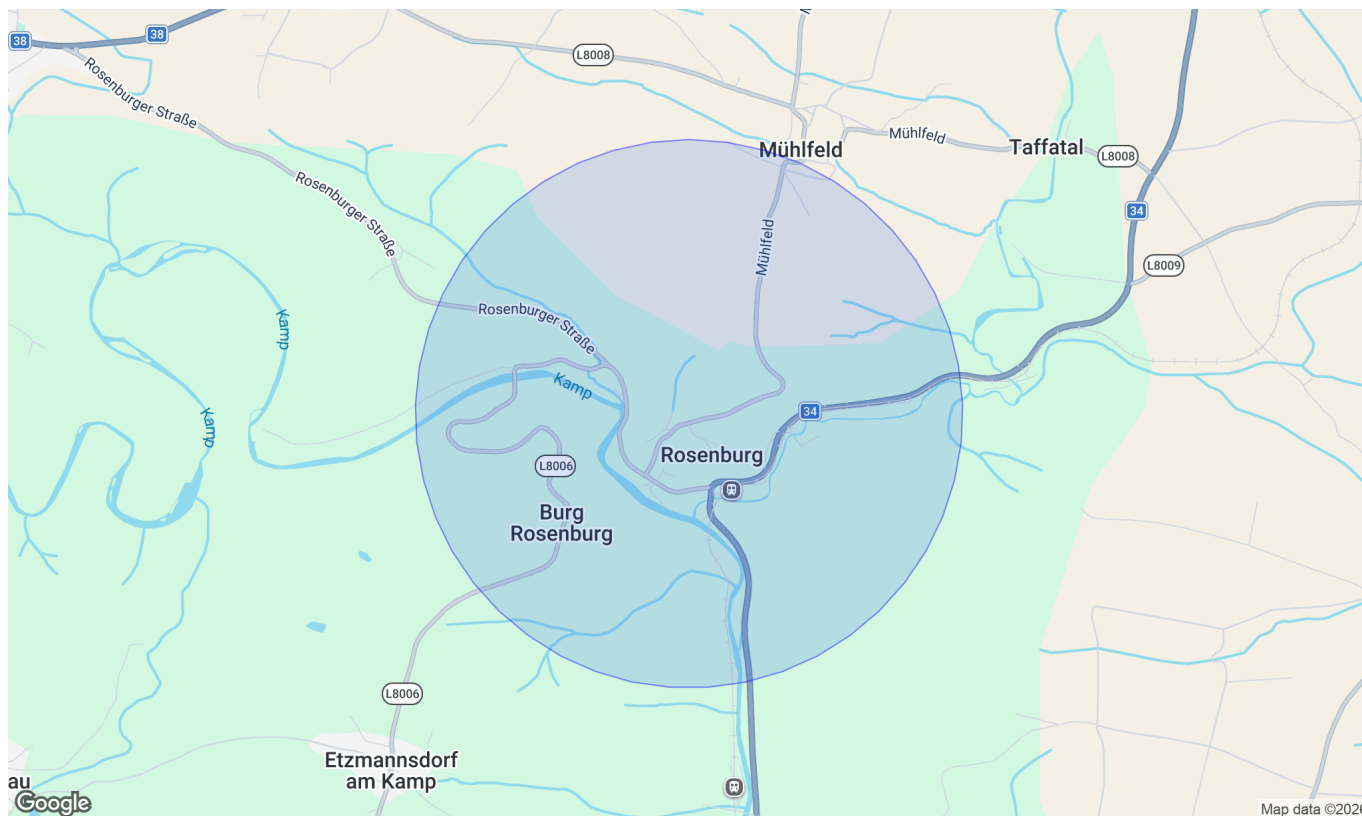 38
38
L8008
M
Rosenburger Straße
Mühlfeld
Mühlfeld
Taffatal
L8008
Rosenburger Straße
34
Mühlfeld
L8009
Kamp
Rosenburger Straße
Kamp
Kamp
34
Rosenburg
L8006
Burg
Rosenburg
L8006
Etzmannsdorf
am Kamp
au
Google
Map data ©2026